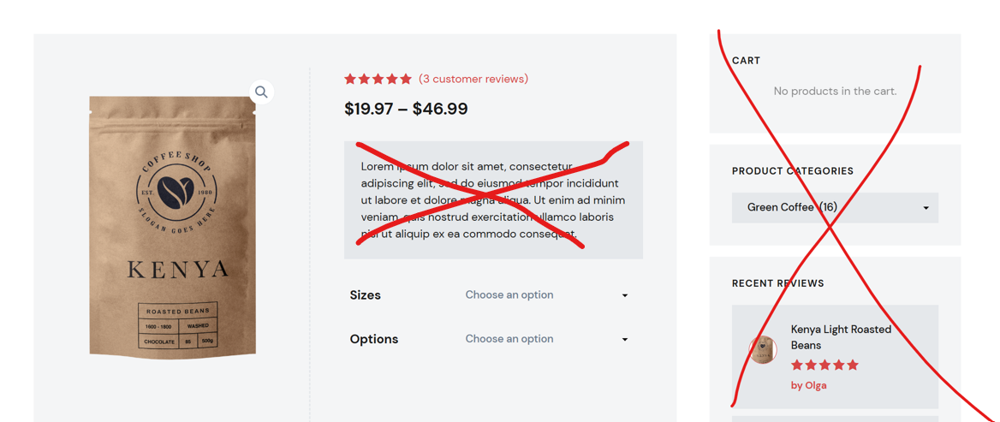 (3 customer reviews)
$19.97 – $46.99
Lorem ipsum dolor sit amet, consectetur
adipiscing elit, sed do eiusmod tempor incididunt
ut labore et dolore magna aliqua. Ut enim ad minim
veniam, quis nostrud exercitation ullamco laboris
nisi ut aliquip ex ea commodo consequat.
Sizes Choose an option
Options Choose an option
COFFEE SHOP
EST. 1980
SLOGAN GOES HERE
KENYA
ROASTED BEANS
1600 - 1800 WASHED
CHOCOLATE 85 500g
CART
No products in the cart.
PRODUCT CATEGORIES
Green Coffee (16)
RECENT REVIEWS
Kenya Light Roasted
Beans
by Olga